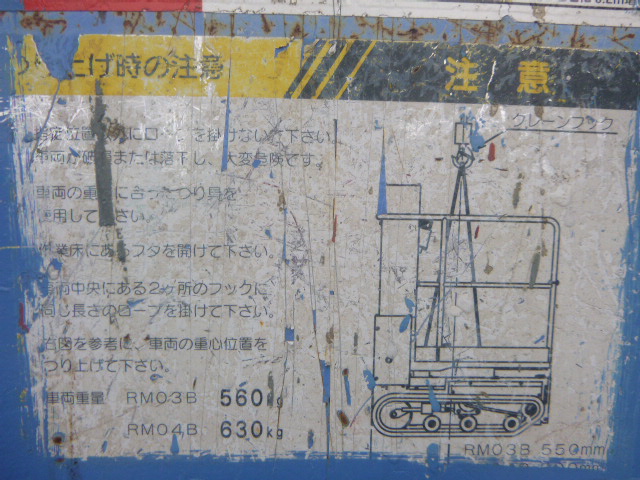 つり上げ時の注意
注意
指定位置以外にロープを掛けないで下さい。
車両が破損または落下し、大変危険です。
車両の重量に合ったつり具を
使用して下さい。
作業床にあるフタを開けて下さい。
車両中央にある2ヶ所のフックに
同じ長さのロープを掛けて下さい。
右図を参考に、車両の重心位置を
つり上げて下さい。
車両重量 RM03B 560kg
RM04B 630kg
クレーンフック
RM03B 550mm